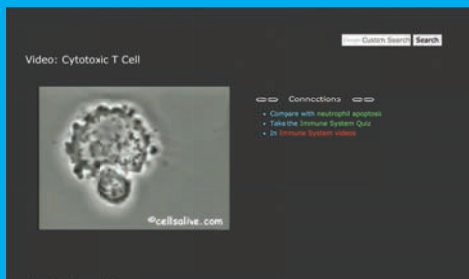 Custom Search Search
Video: Cytotoxic T Cell
Connections
Compare with neutrophil apoptosis
Take the Immune System Quiz
In Immune System videos
©cellsalive.com